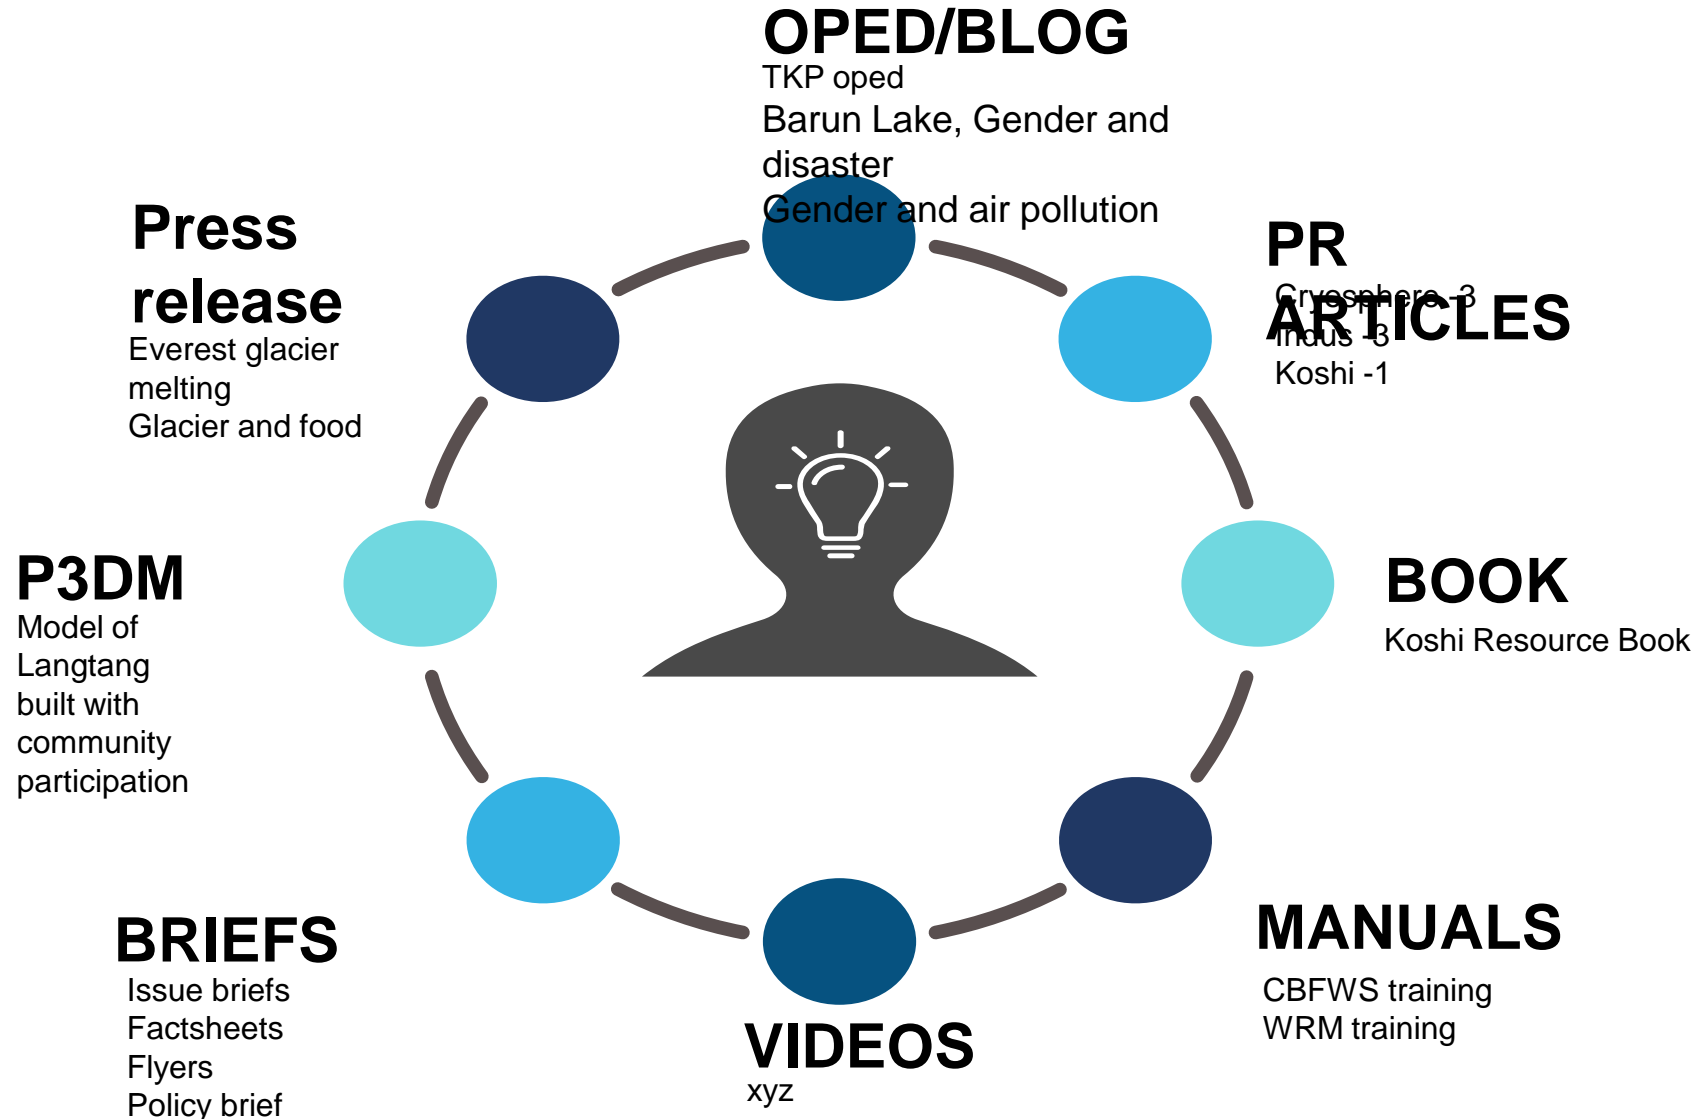 OPED/BLOG
TKP oped
Barun Lake, Gender and
disaster
Gender and air pollution
PR
ARTICLES
Cryosphere -3
Indus -3
Koshi -1
BOOK
Koshi Resource Book
MANUALS
CBFWS training
WRM training
VIDEOS
xyz
BRIEFS
Issue briefs
Factsheets
Flyers
Policy brief
P3DM
Model of
Langtang
built with
community
participation
Press
release
Everest glacier
melting
Glacier and food